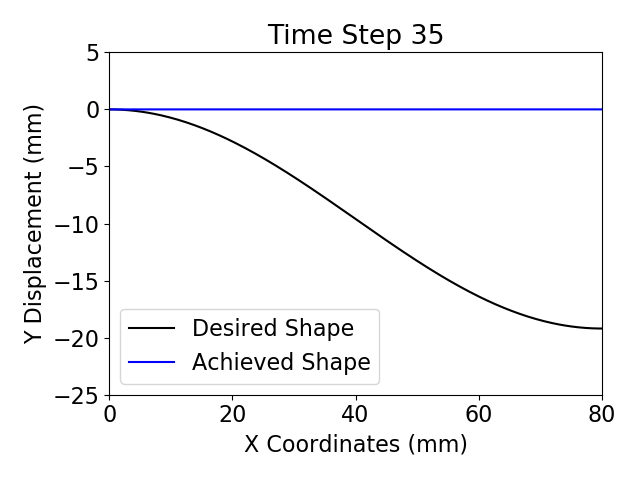 Time Step 35
Y Displacement (mm)
5
0
−5
−10
−15
−20
−25
Desired Shape
Achieved Shape
0 20 40 60 80
X Coordinates (mm)